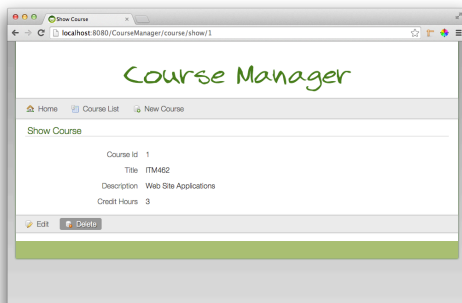 Show Course
localhost:8080/CourseManager/course/show/1
Course Manager
Home Course List New Course
Show Course
Course Id 1
Title ITM462
Description Web Site Applications
Credit Hours 3
Edit Delete